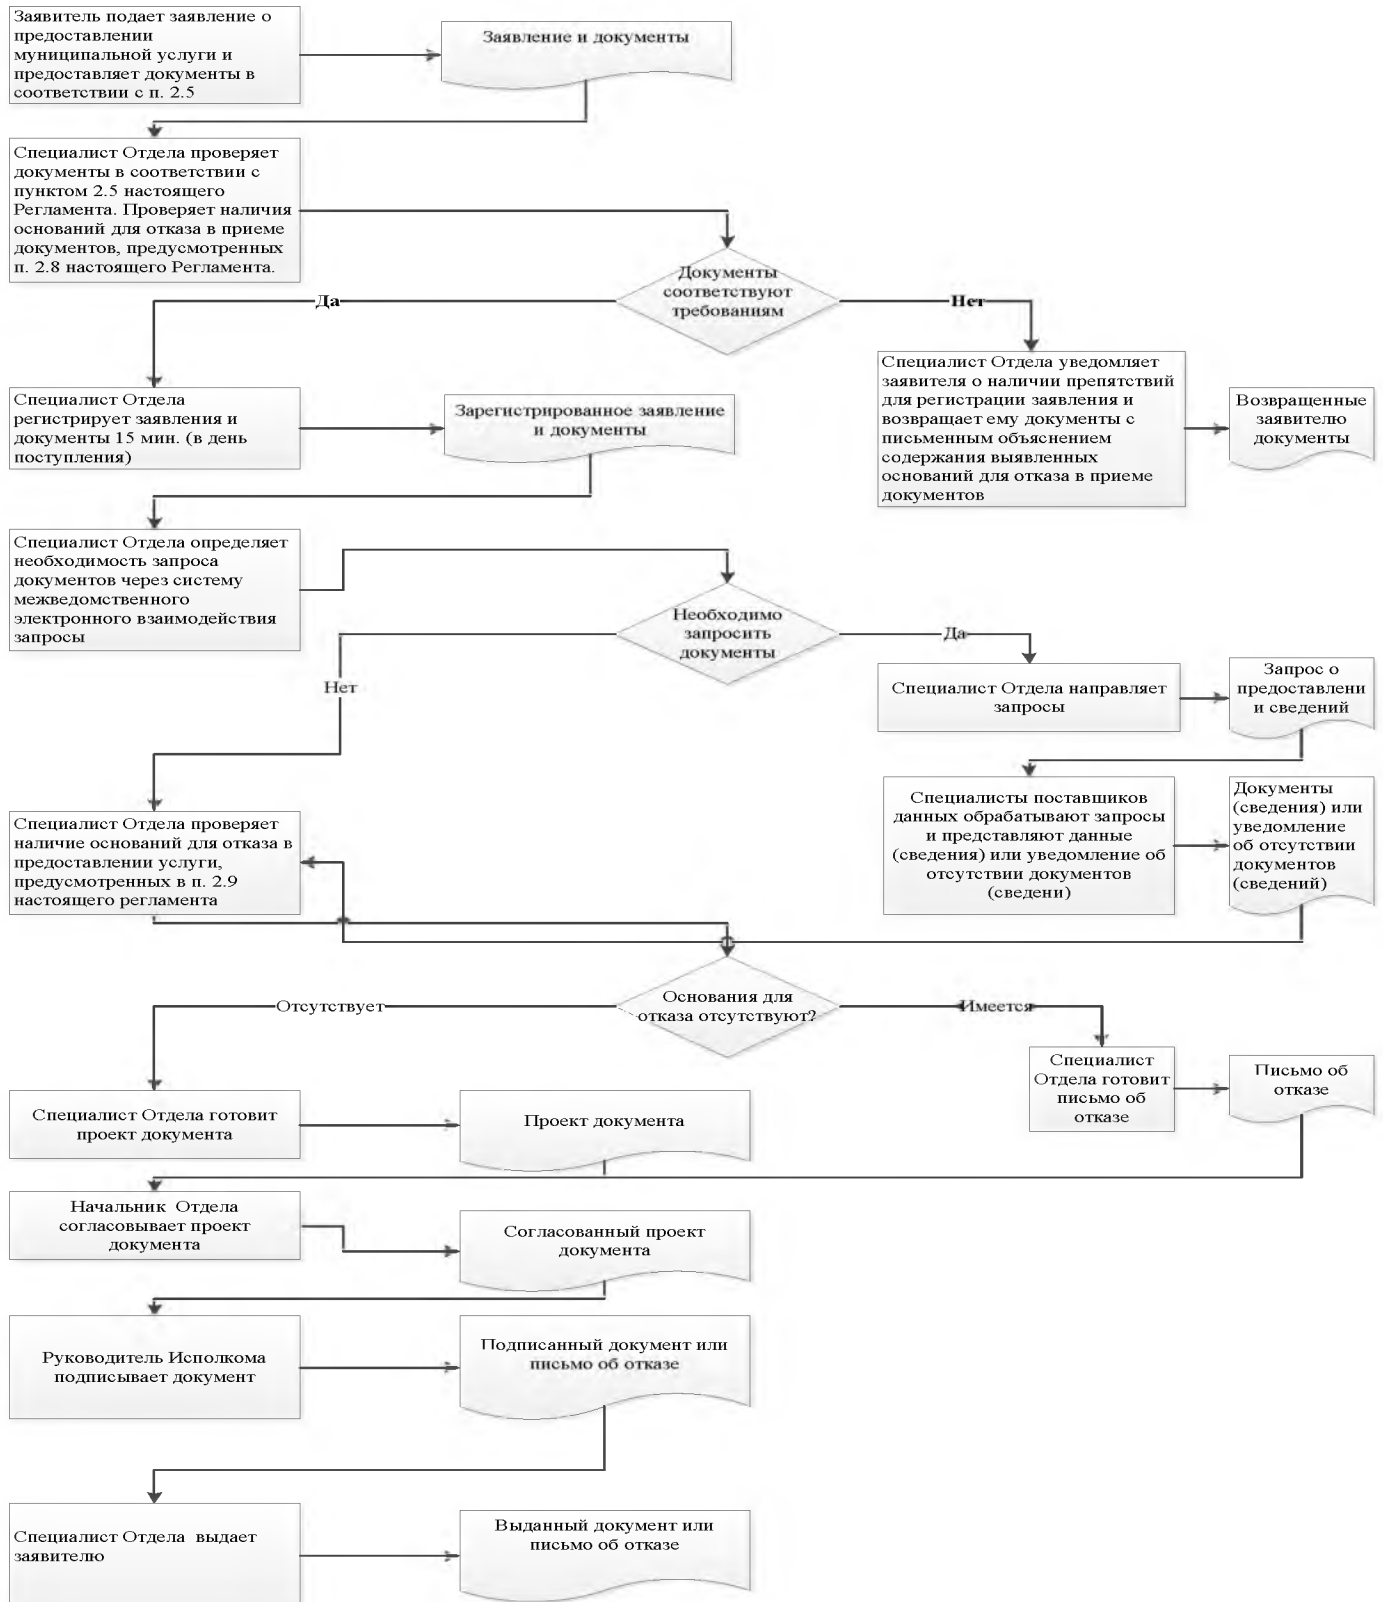 Заявитель подает заявление о
предоставлении
муниципальной услуги и
предоставляет документы в
соответствии с п. 2.5
Заявление и документы
Специалист Отдела проверяет
документы в соответствии с
пунктом 2.5 настоящего
Регламента. Проверяет наличия
оснований для отказа в приеме
документов, предусмотренных
п. 2.8 настоящего Регламента.
Документы
соответствуют
требованиям
Да
Нет
Специалист Отдела
регистрирует заявления и
документы 15 мин. (в день
поступления)
Зарегистрированное заявление
и документы
Специалист Отдела уведомляет
заявителя о наличии препятствий
для регистрации заявления и
возвращает ему документы с
письменным объяснением
содержания выявленных
оснований для отказа в приеме
документов
Возвращенные
заявителю
документы
Специалист Отдела определяет
необходимость запроса
документов через систему
межведомственного
электронного взаимодействия
запросы
Необходимо
запросить
документы
Да
Нет
Специалист Отдела направляет
запросы
Запрос о
предоставлени
и сведений
Специалисты поставщиков
данных обрабатывают запросы
и представляют данные
(сведения) или уведомление об
отсутствии документов
(сведени)
Документы
(сведения) или
уведомление
об отсутствии
документов
(сведений)
Специалист Отдела проверяет
наличие оснований для отказа в
предоставлении услуги,
предусмотренных в п. 2.9
настоящего регламента
Основания для
отказа отсутствуют?
Отсутствует
Имеется
Специалист
Отдела готовит
письмо об
отказе
Письмо об
отказе
Специалист Отдела готовит
проект документа
Проект документа
Начальник Отдела
согласовывает проект
документа
Согласованный проект
документа
Руководитель Исполкома
подписывает документ
Подписанный документ или
письмо об отказе
Специалист Отдела выдает
заявителю
Выданный документ или
письмо об отказе